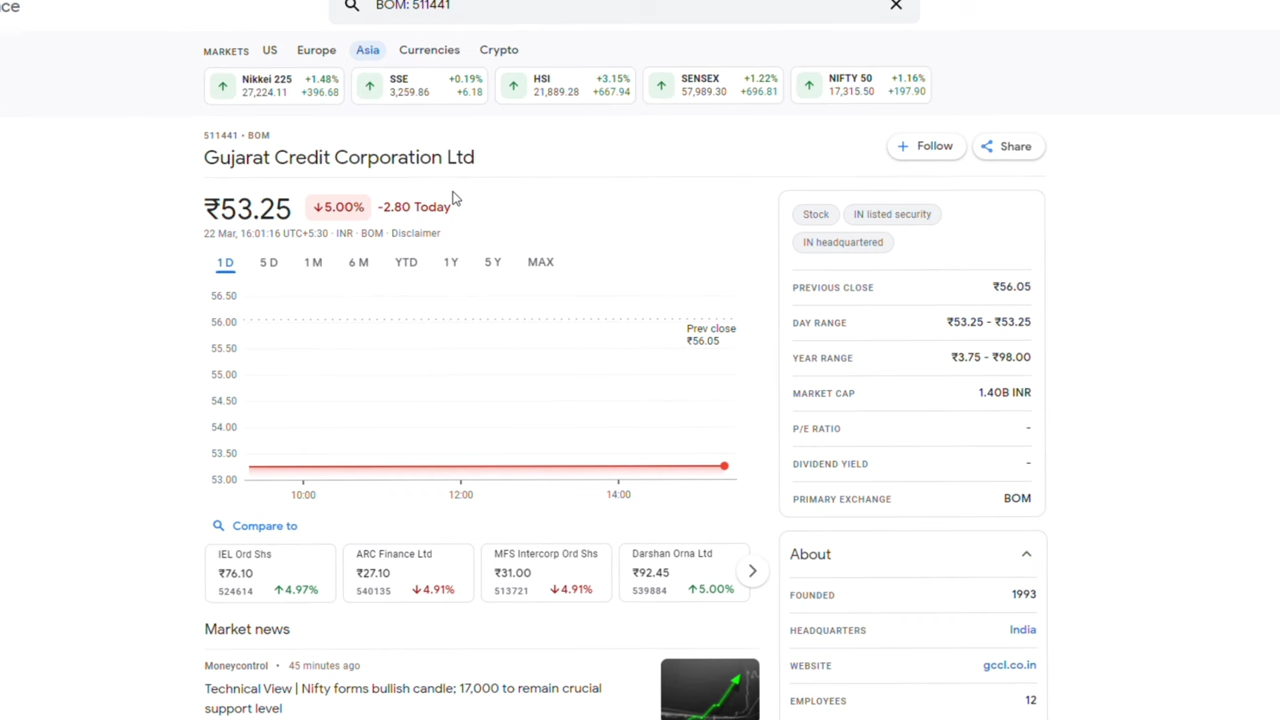 ce
BOM: 511441
MARKETS US Europe Asia Currencies Crypto
Nikkei 225 +1.48%
27,224.11 +396.68
SSE +0.19%
3,259.86 +6.18
HSI +3.15%
21,889.28 +667.94
SENSEX +1.22%
57,989.30 +696.81
NIFTY 50 +1.16%
17,315.50 +197.90
511441 • BOM
Gujarat Credit Corporation Ltd
+ Follow
Share
₹53.25 ↓5.00% -2.80 Today
22 Mar, 16:01:16 UTC+5:30 · INR · BOM · Disclaimer
1 D 5 D 1 M 6 M YTD 1 Y 5 Y MAX
56.50
56.00
55.50
55.00
54.50
54.00
53.50
53.00
Prev close
₹56.05
10:00 12:00 14:00
Compare to
IEL Ord Shs
₹76.10
524614 ↑4.97%
ARC Finance Ltd
₹27.10
540135 ↓4.91%
MFS Intercorp Ord Shs
₹31.00
513721 ↓4.91%
Darshan Orna Ltd
₹92.45
539884 ↑5.00%
Market news
Moneycontrol • 45 minutes ago
Technical View | Nifty forms bullish candle; 17,000 to remain crucial
support level
Stock IN listed security
IN headquartered
PREVIOUS CLOSE ₹56.05
DAY RANGE ₹53.25 - ₹53.25
YEAR RANGE ₹3.75 - ₹98.00
MARKET CAP 1.40B INR
P/E RATIO -
DIVIDEND YIELD -
PRIMARY EXCHANGE BOM
About
FOUNDED 1993
HEADQUARTERS India
WEBSITE gccl.co.in
EMPLOYEES 12